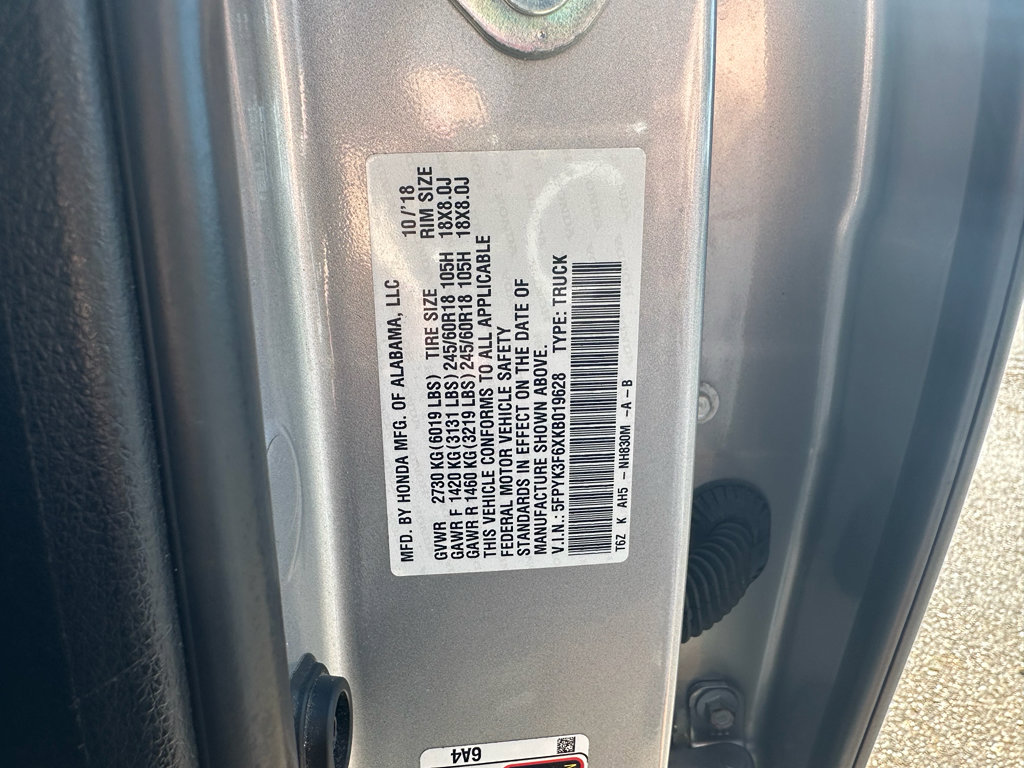 MFD. BY HONDA MFG. OF ALABAMA, LLC 10/'18
GVWR 2730 KG(6019 LBS) TIRE SIZE RIM SIZE
GAWR F 1420 KG(3131 LBS) 245/60R18 105H 18X8.0J
GAWR R 1460 KG(3219 LBS) 245/60R18 105H 18X8.0J
THIS VEHICLE CONFORMS TO ALL APPLICABLE
FEDERAL MOTOR VEHICLE SAFETY
STANDARDS IN EFFECT ON THE DATE OF
MANUFACTURE SHOWN ABOVE.
V.I.N.: 5FPYK3F6XKB019628 TYPE: TRUCK
T6Z K AH5 - NH830M -A-B
6A4